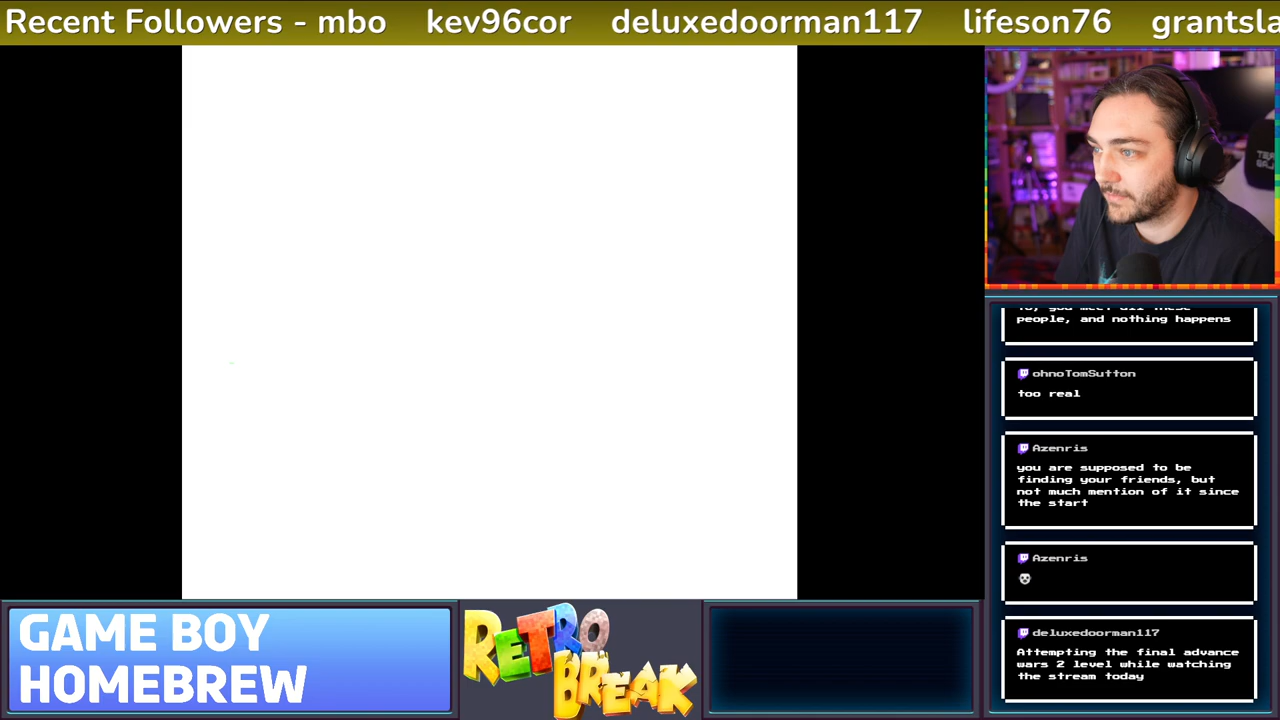 Recent Followers - mbo kev96cor deluxedoorman117 lifeson76 grantsla
people, and nothing happens
ohnoTomSutton
too real
Azenris
you are supposed to be
finding your friends, but
not much mention of it since
the start
Azenris
deluxedoorman117
Attempting the final advance
wars 2 level while watching
the stream today
GAME BOY
HOMEBREW
RETRO
BREAK